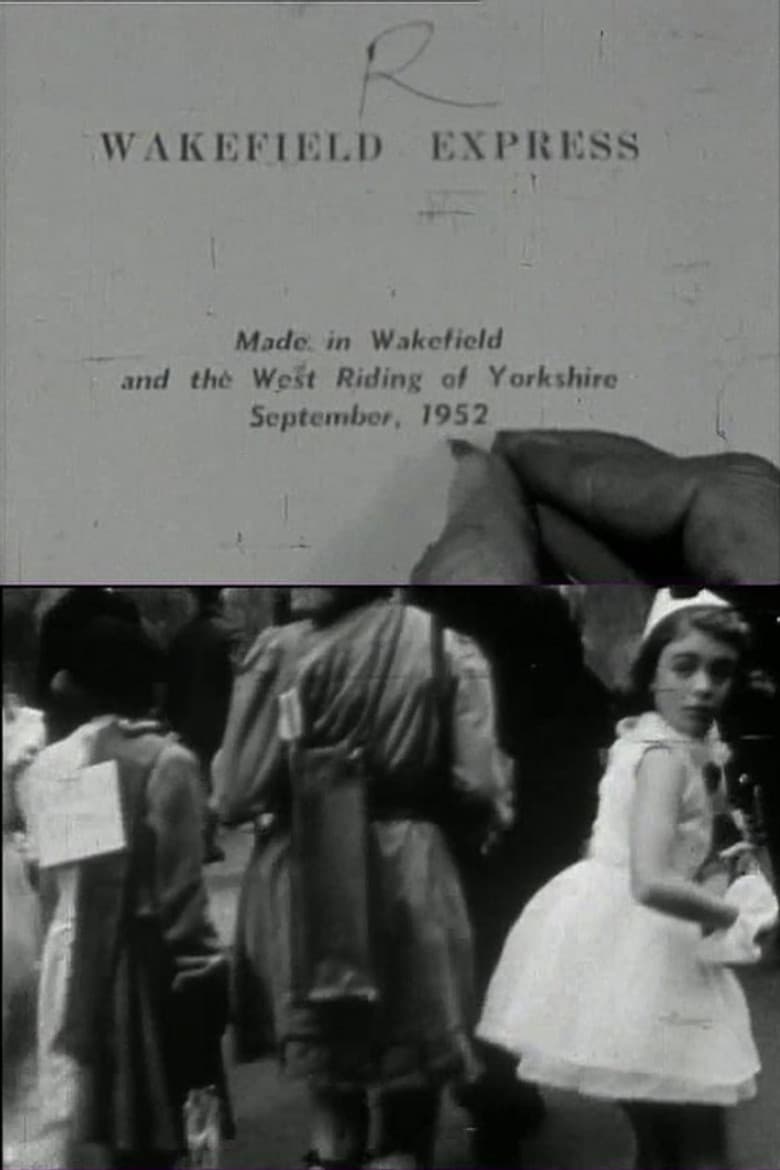 R
WAKEFIELD EXPRESS
Made in Wakefield
and the West Riding of Yorkshire
September, 1952